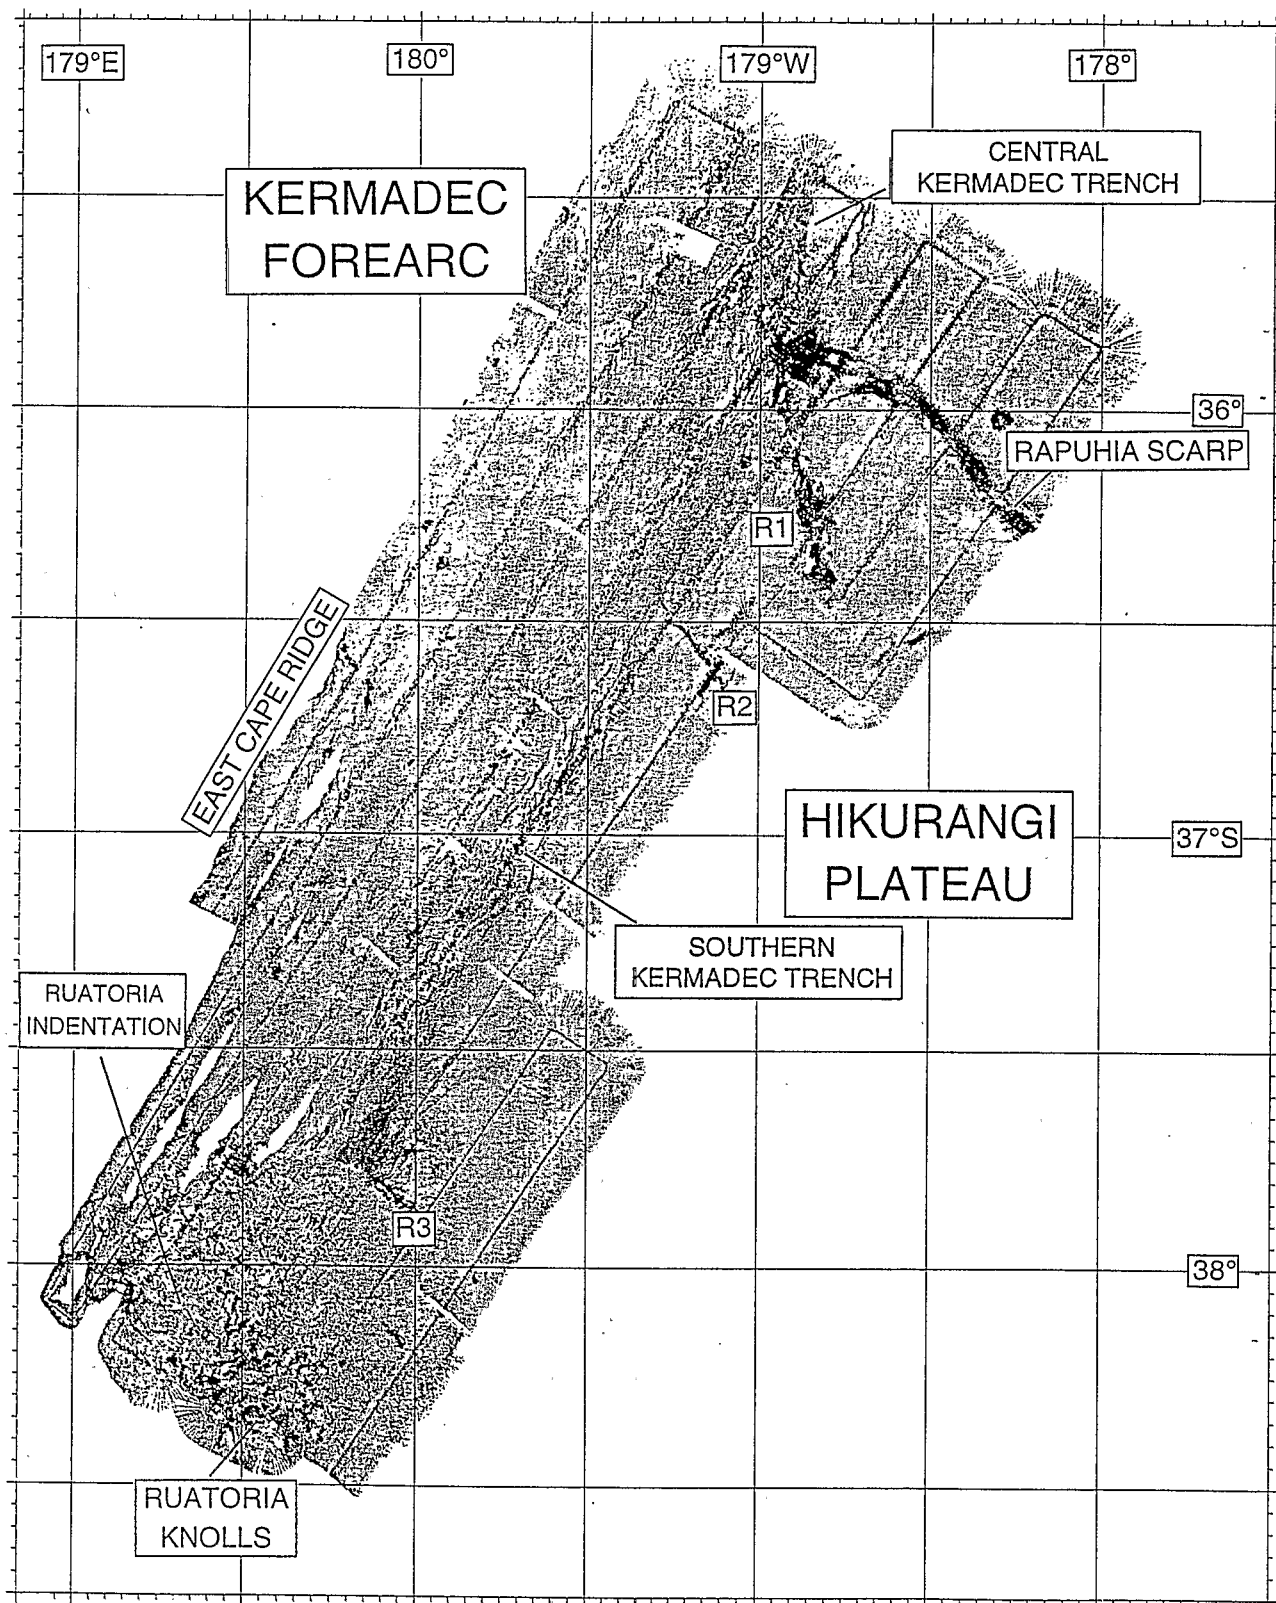 179°E
180°
179°W
178°
CENTRAL
KERMADEC TRENCH
KERMADEC
FOREARC
36°
RAPUHIA SCARP
R1
EAST CAPE RIDGE
R2
HIKURANGI
PLATEAU
37°S
SOUTHERN
KERMADEC TRENCH
RUATORIA
INDENTATION
R3
38°
RUATORIA
KNOLLS